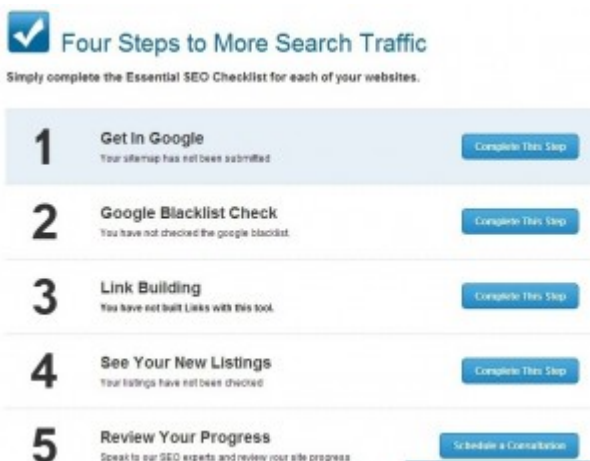 Four Steps to More Search Traffic
Simply complete the Essential SEO Checklist for each of your websites.
1
Get In Google
Your sitemap has not been submitted
Complete This Step
2
Google Blacklist Check
You have not checked the google blacklist.
Complete This Step
3
Link Building
You have not built Links with this tool.
Complete This Step
4
See Your New Listings
Your listings have not been checked
Complete This Step
5
Review Your Progress
Speak to our SEO experts and review your site progress
Schedule a Consultation